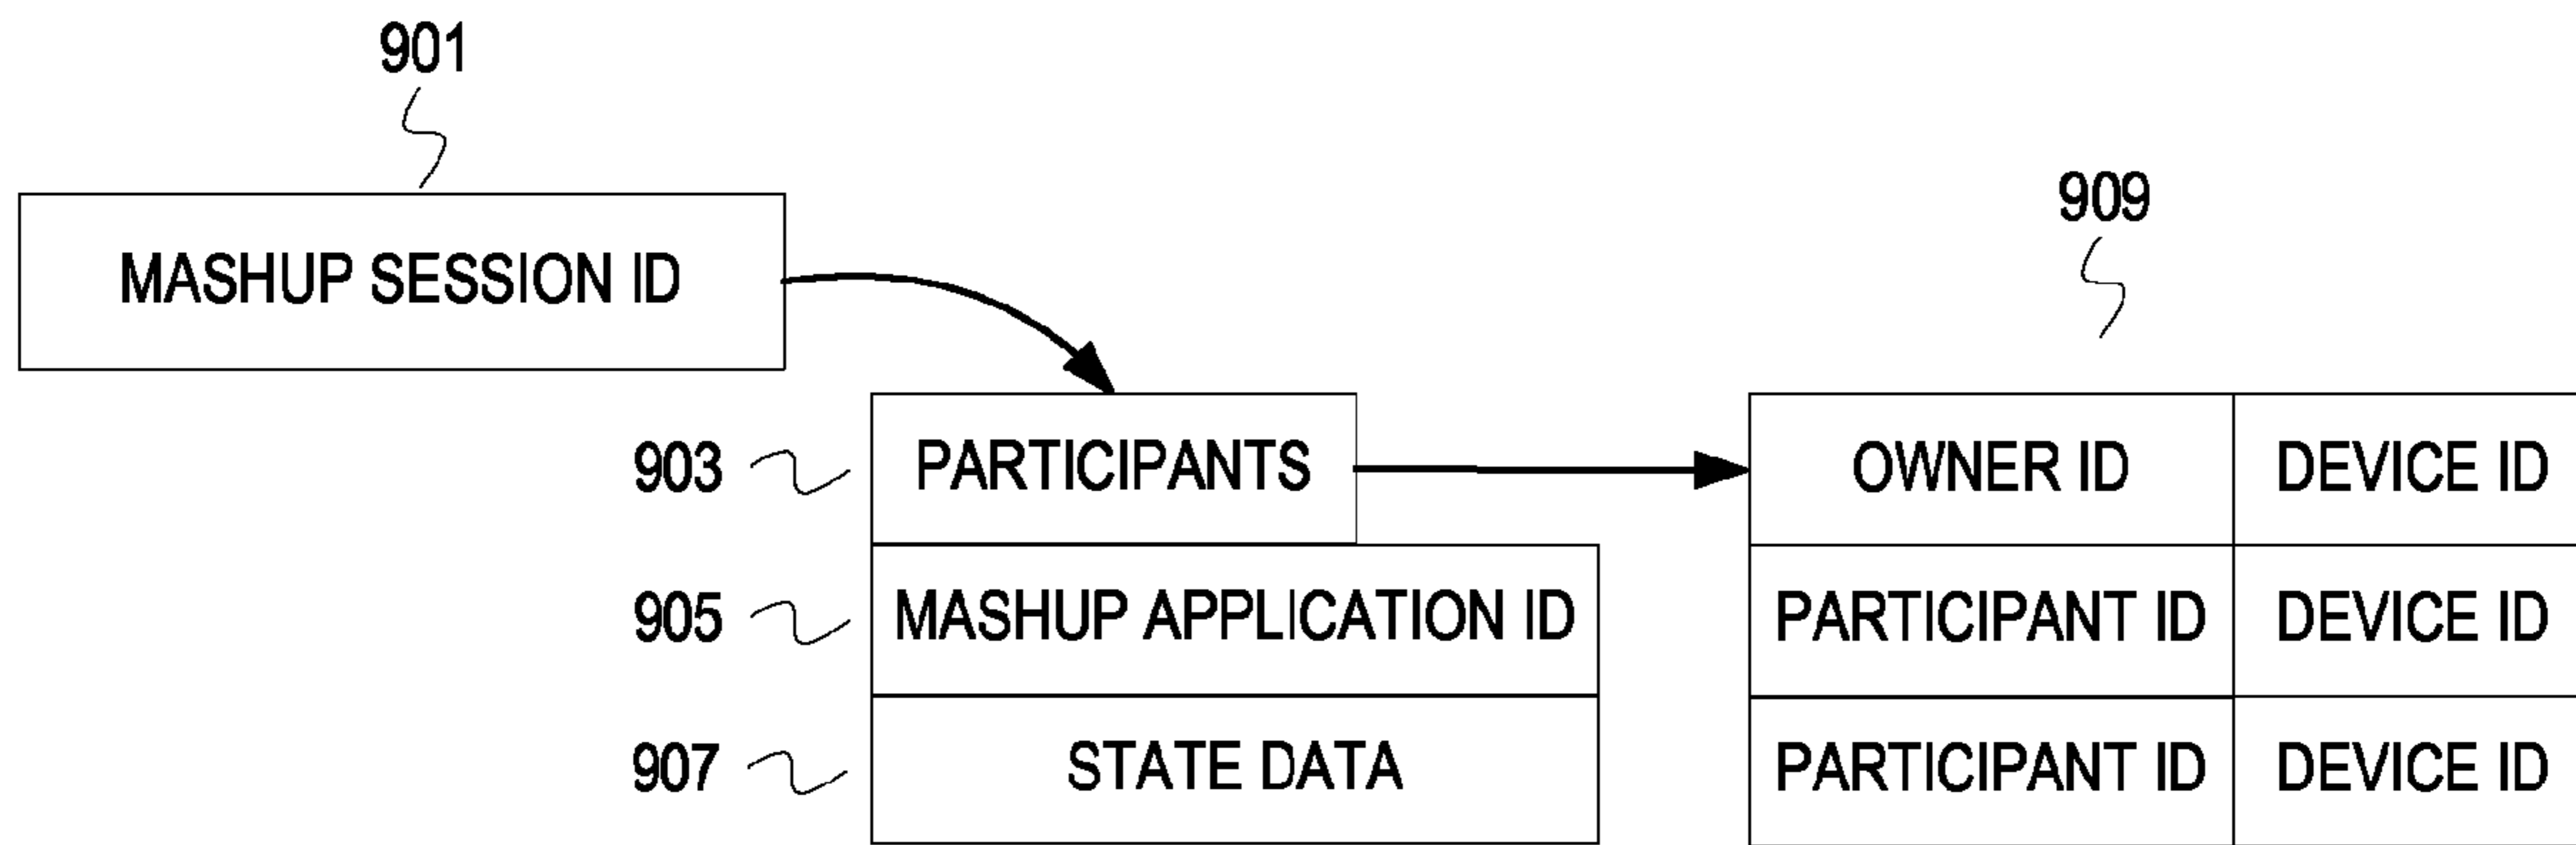 901
MASHUP SESSION ID
909
903 PARTICIPANTS OWNER ID DEVICE ID
905 MASHUP APPLICATION ID PARTICIPANT ID DEVICE ID
907 STATE DATA PARTICIPANT ID DEVICE ID